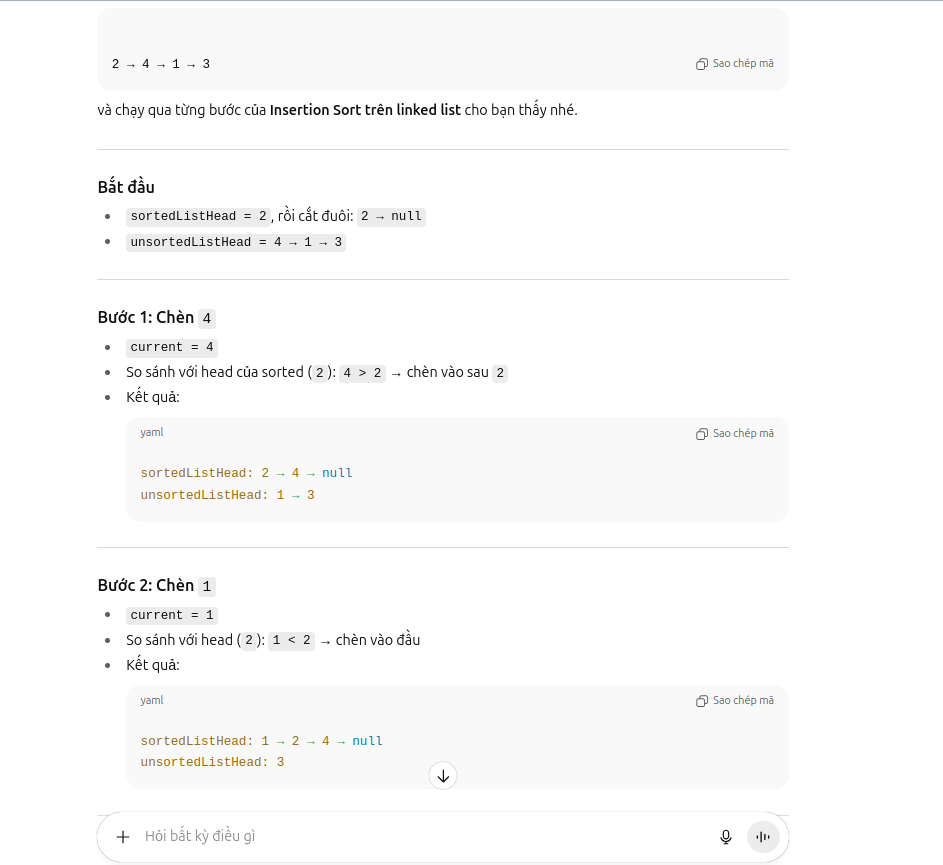 2 → 4 → 1 → 3
Sao chép mã
và chạy qua từng bước của Insertion Sort trên linked list cho bạn thấy nhé.
Bắt đầu
sortedListHead = 2, rồi cắt đuôi: 2 → null
unsortedListHead = 4 → 1 → 3
Bước 1: Chèn 4
current = 4
So sánh với head của sorted (2): 4 > 2 → chèn vào sau 2
Kết quả:
yaml
Sao chép mã
sortedListHead: 2 → 4 → null
unsortedListHead: 1 → 3
Bước 2: Chèn 1
current = 1
So sánh với head (2): 1 < 2 → chèn vào đầu
Kết quả:
yaml
Sao chép mã
sortedListHead: 1 → 2 → 4 → null
unsortedListHead: 3
Hỏi bất kỳ điều gì